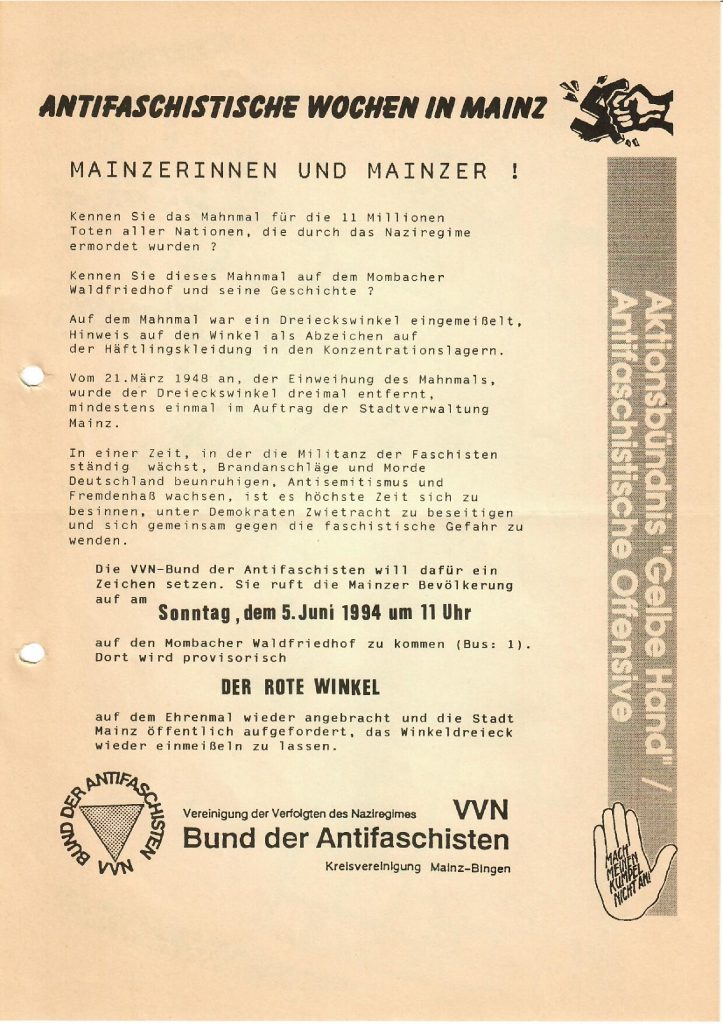 ANTIFASCHISTISCHE WOCHEN IN MAINZ
MAINZERINNEN UND MAINZER !
Kennen Sie das Mahnmal für die 11 Millionen
Toten aller Nationen, die durch das Naziregime
ermordet wurden ?
Kennen Sie dieses Mahnmal auf dem Mombacher
Waldfriedhof und seine Geschichte ?
Auf dem Mahnmal war ein Dreieckswinkel eingemeißelt,
Hinweis auf den Winkel als Abzeichen auf
der Häftlingskleidung in den Konzentrationslagern.
Vom 21.März 1948 an, der Einweihung des Mahnmals,
wurde der Dreieckswinkel dreimal entfernt,
mindestens einmal im Auftrag der Stadtverwaltung
Mainz.
In einer Zeit, in der die Militanz der Faschisten
ständig wächst, Brandanschläge und Morde
Deutschland beunruhigen, Antisemitismus und
Fremdenhaß wachsen, ist es höchste Zeit sich zu
besinnen, unter Demokraten Zwietracht zu beseitigen
und sich gemeinsam gegen die faschistische Gefahr zu
wenden.
Die VVN-Bund der Antifaschisten will dafür ein
Zeichen setzen. Sie ruft die Mainzer Bevölkerung
auf am
Sonntag, dem 5. Juni 1994 um 11 Uhr
auf den Mombacher Waldfriedhof zu kommen (Bus: 1).
Dort wird provisorisch
DER ROTE WINKEL
auf dem Ehrenmal wieder angebracht und die Stadt
Mainz öffentlich aufgefordert, das Winkeldreieck
wieder einmeißeln zu lassen.
BUND DER ANTIFASCHISTEN
VVN
Vereinigung der Verfolgten des Naziregimes VVN
Bund der Antifaschisten
Kreisvereinigung Mainz-Bingen
Aktionsbündnis "Gelbe Hand" /
Antifaschistische Offensive
MACH'
MEINEN
KUMPEL
NICHT AN!